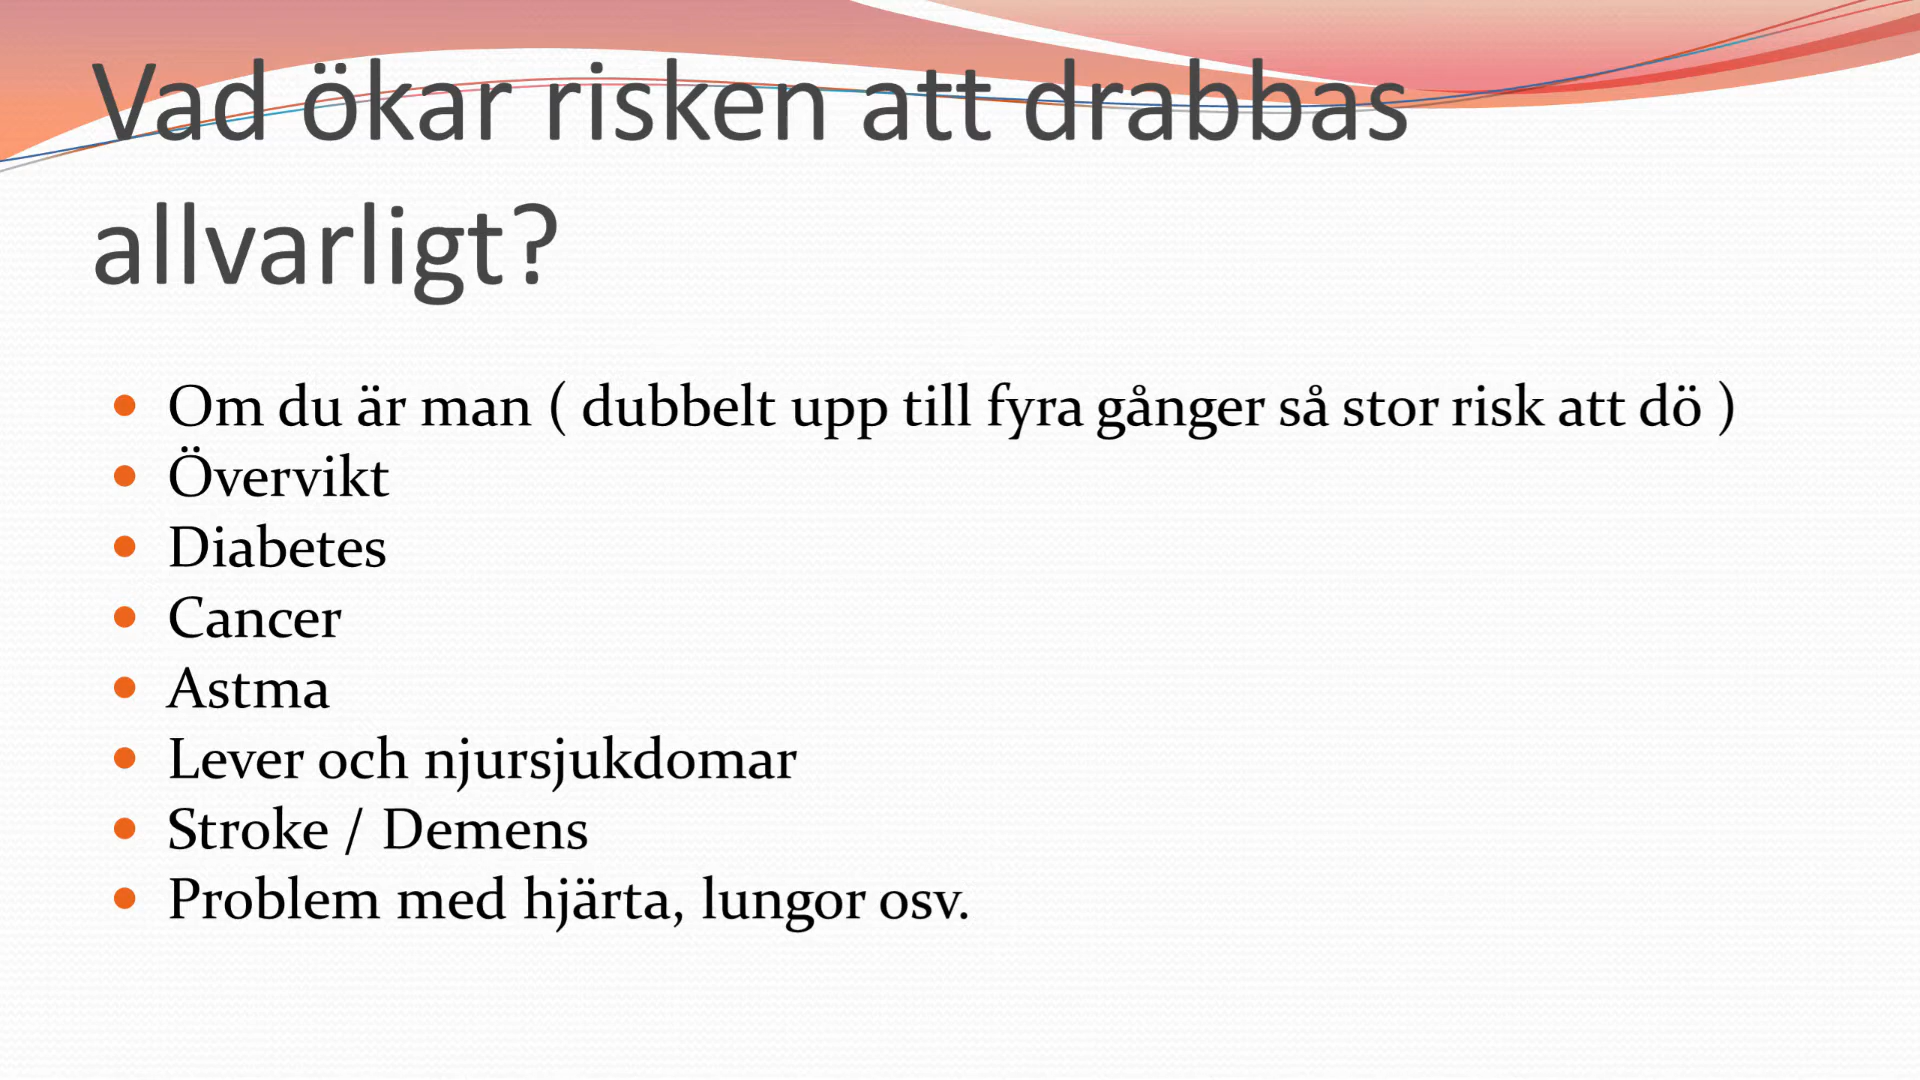 Vad ökar risken att drabbas
allvarligt?
Om du är man ( dubbelt upp till fyra gånger så stor risk att dö )
Övervikt
Diabetes
Cancer
Astma
Lever och njursjukdomar
Stroke / Demens
Problem med hjärta, lungor osv.